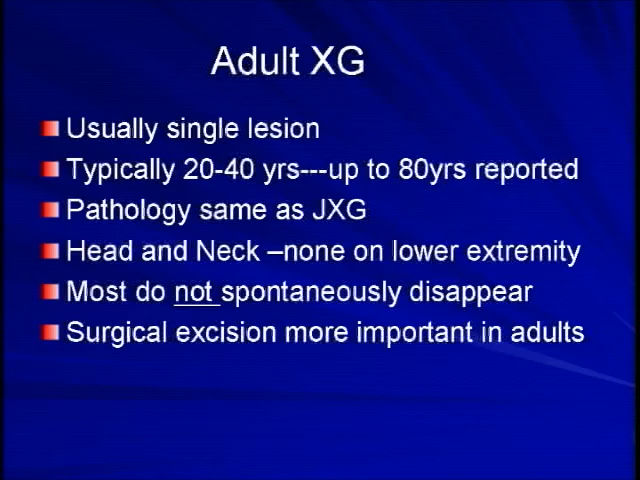 Adult XG
Usually single lesion
Typically 20-40 yrs---up to 80yrs reported
Pathology same as JXG
Head and Neck –none on lower extremity
Most do not spontaneously disappear
Surgical excision more important in adults